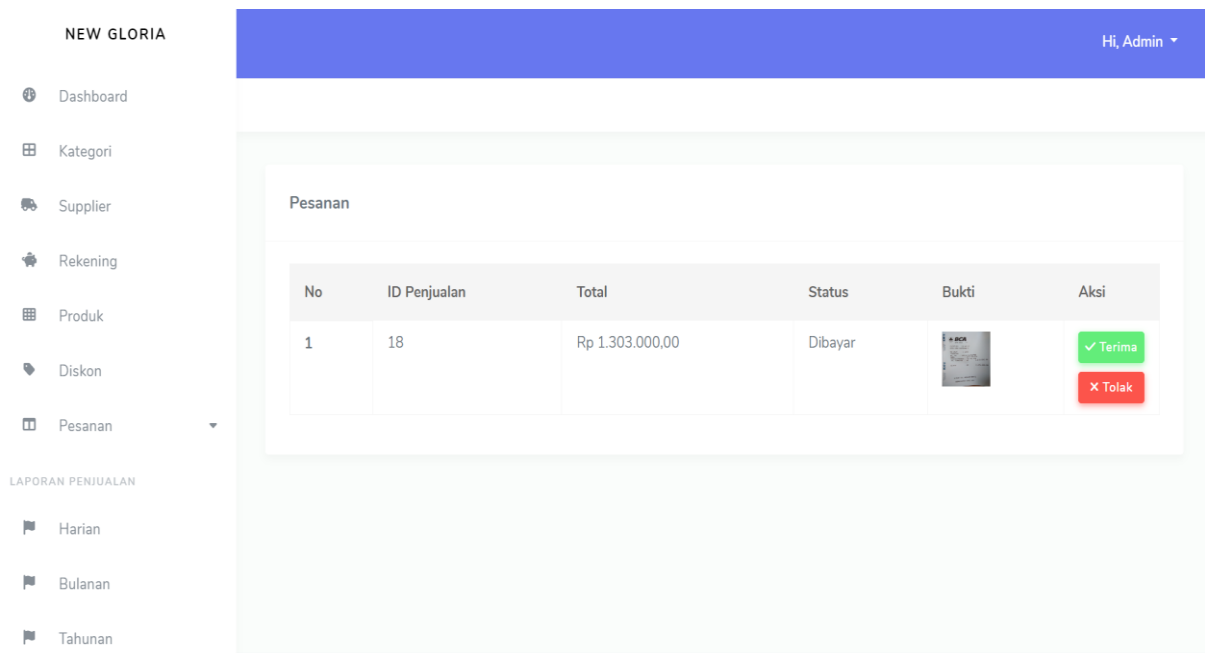 NEW GLORIA
Hi, Admin
Dashboard
Kategori
Supplier
Rekening
Produk
Diskon
Pesanan
LAPORAN PENJUALAN
Harian
Bulanan
Tahunan
Pesanan
No ID Penjualan Total Status Bukti Aksi
1 18 Rp 1.303.000,00 Dibayar BCA Terima
Tolak